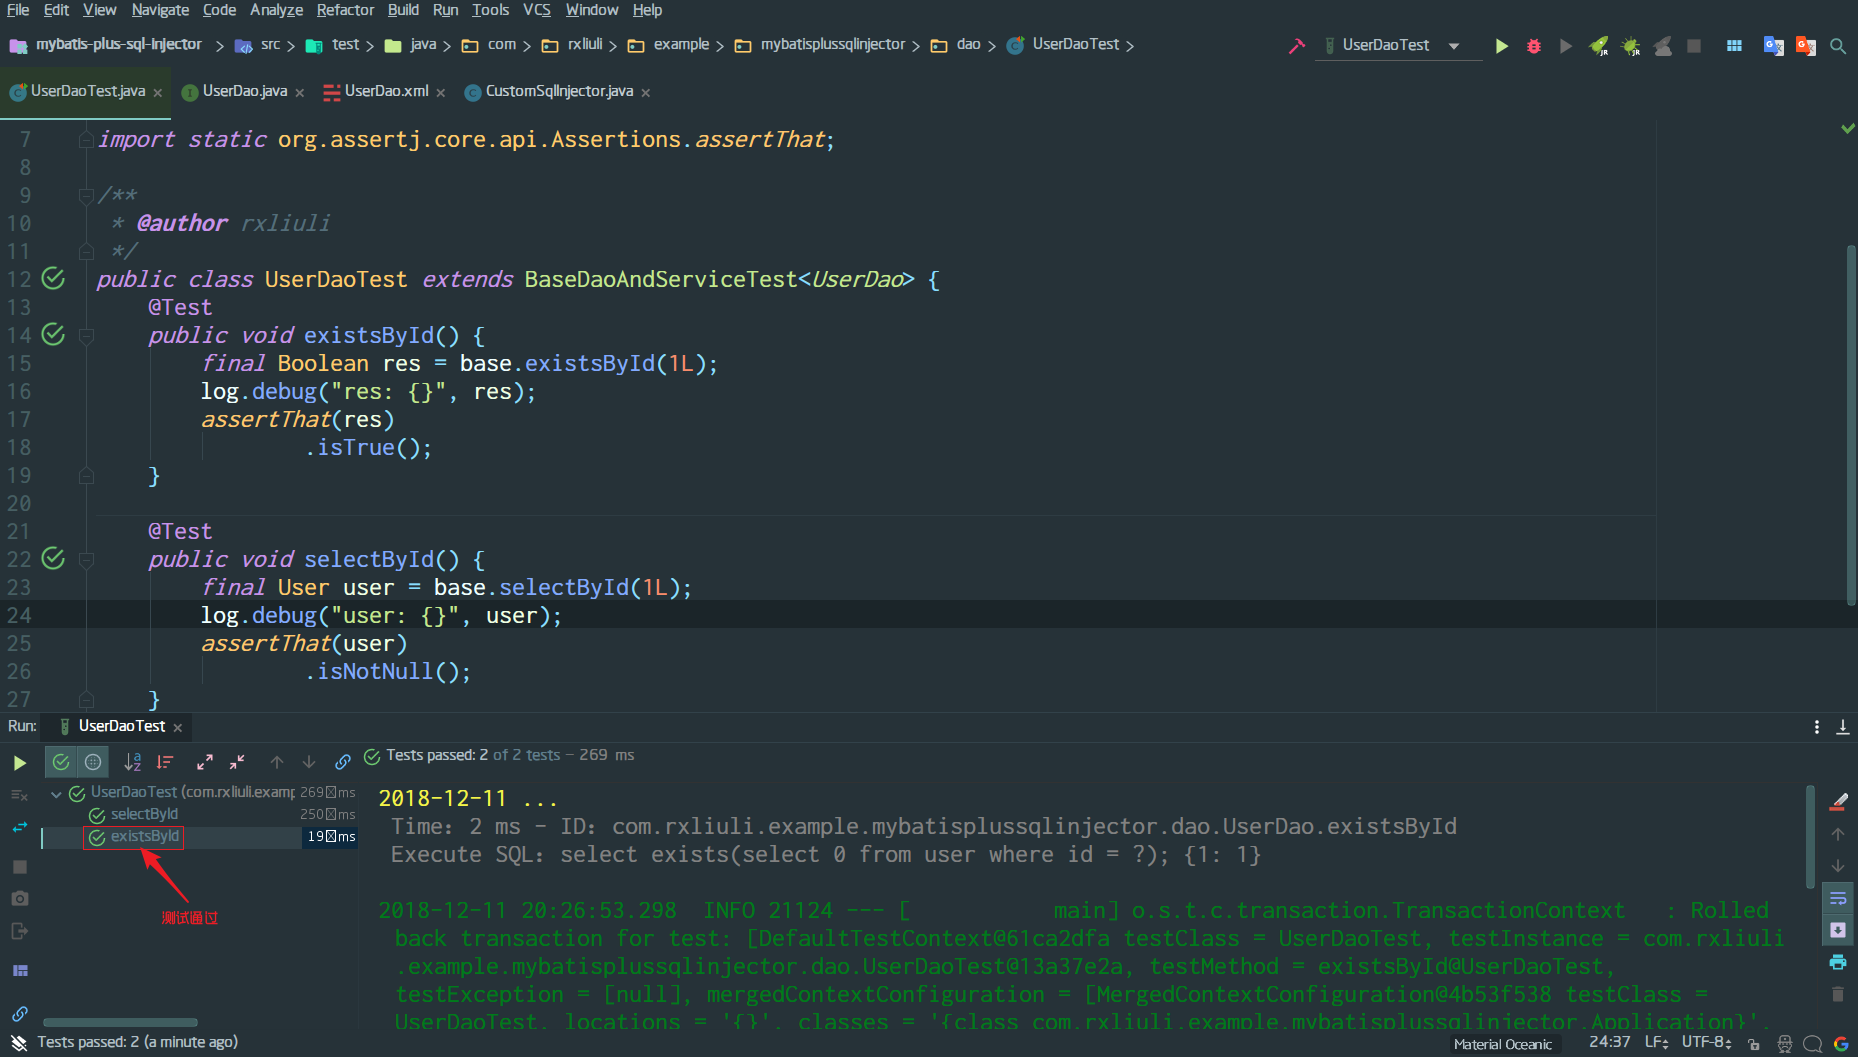 File Edit View Navigate Code Analyze Refactor Build Run Tools VCS Window Help
mybatis-plus-sql-injector src test java com rxliuli example mybatisplussqlinjector dao UserDaoTest
UserDaoTest
UserDaoTest.java UserDao.java UserDao.xml CustomSqlInjector.java
7 import static org.assertj.core.api.Assertions.assertThat;
8
9 /**
10 * @author rxliuli
11 */
12 public class UserDaoTest extends BaseDaoAndServiceTest<UserDao> {
13 @Test
14 public void existsById() {
15 final Boolean res = base.existsById(1L);
16 log.debug("res: {}", res);
17 assertThat(res)
18 .isTrue();
19 }
20
21 @Test
22 public void selectById() {
23 final User user = base.selectById(1L);
24 log.debug("user: {}", user);
25 assertThat(user)
26 .isNotNull();
27 }
Run: UserDaoTest
Tests passed: 2 of 2 tests – 269 ms
UserDaoTest (com.rxliuli.examp 269 ms
selectById 250 ms
existsById 19 ms
测试通过
2018-12-11 ...
Time: 2 ms - ID: com.rxliuli.example.mybatisplussqlinjector.dao.UserDao.existsById
Execute SQL: select exists(select 0 from user where id = ?); {1: 1}
2018-12-11 20:26:53.298 INFO 21124 --- [ main] o.s.t.c.transaction.TransactionContext : Rolled
back transaction for test: [DefaultTestContext@61ca2dfa testClass = UserDaoTest, testInstance = com.rxliuli
.example.mybatisplussqlinjector.dao.UserDaoTest@13a37e2a, testMethod = existsById@UserDaoTest,
testException = [null], mergedContextConfiguration = [MergedContextConfiguration@4b53f538 testClass =
UserDaoTest, locations = '{}', classes = '{class com.rxliuli.example.mybatisplussqlinjector.Application}',
Tests passed: 2 (a minute ago)
Material Oceanic 24:37 LF UTF-8